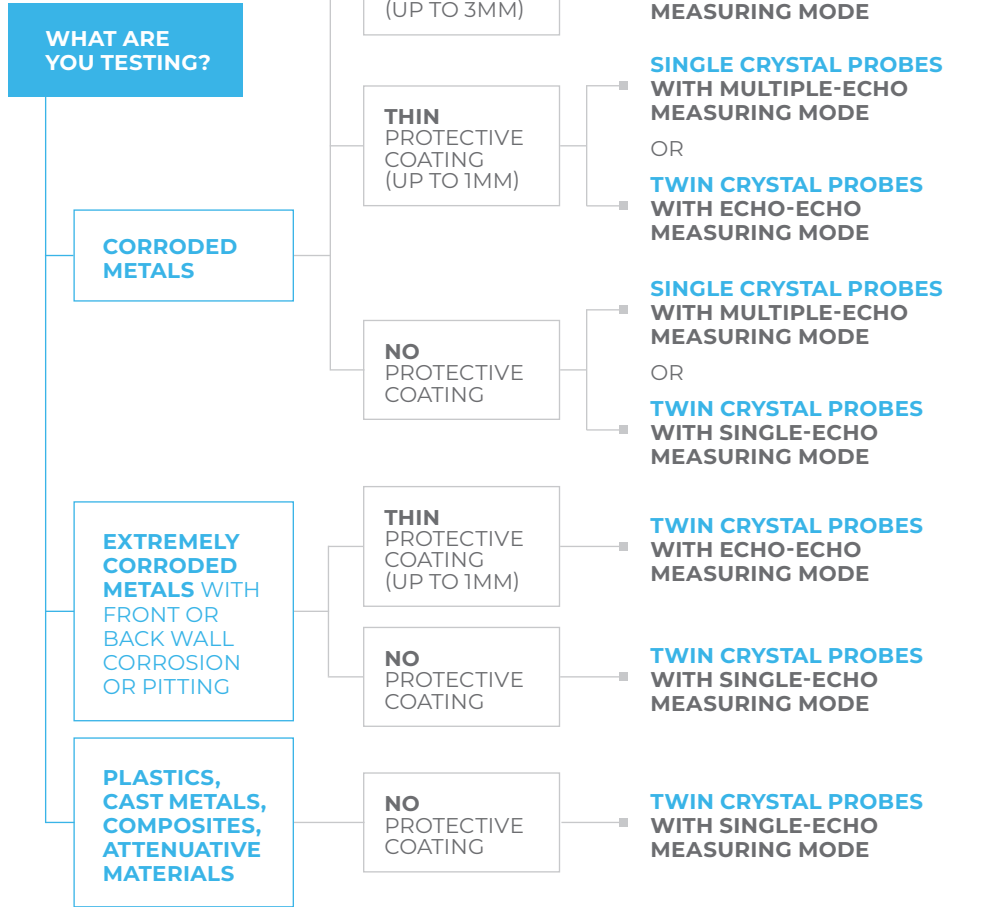 (UP TO 3MM)
MEASURING MODE
WHAT ARE
YOU TESTING?
THIN
PROTECTIVE
COATING
(UP TO 1MM)
SINGLE CRYSTAL PROBES
WITH MULTIPLE-ECHO
MEASURING MODE
OR
TWIN CRYSTAL PROBES
WITH ECHO-ECHO
MEASURING MODE
CORRODED
METALS
NO
PROTECTIVE
COATING
SINGLE CRYSTAL PROBES
WITH MULTIPLE-ECHO
MEASURING MODE
OR
TWIN CRYSTAL PROBES
WITH SINGLE-ECHO
MEASURING MODE
EXTREMELY
CORRODED
METALS WITH
FRONT OR
BACK WALL
CORROSION
OR PITTING
THIN
PROTECTIVE
COATING
(UP TO 1MM)
TWIN CRYSTAL PROBES
WITH ECHO-ECHO
MEASURING MODE
NO
PROTECTIVE
COATING
TWIN CRYSTAL PROBES
WITH SINGLE-ECHO
MEASURING MODE
PLASTICS,
CAST METALS,
COMPOSITES,
ATTENUATIVE
MATERIALS
NO
PROTECTIVE
COATING
TWIN CRYSTAL PROBES
WITH SINGLE-ECHO
MEASURING MODE